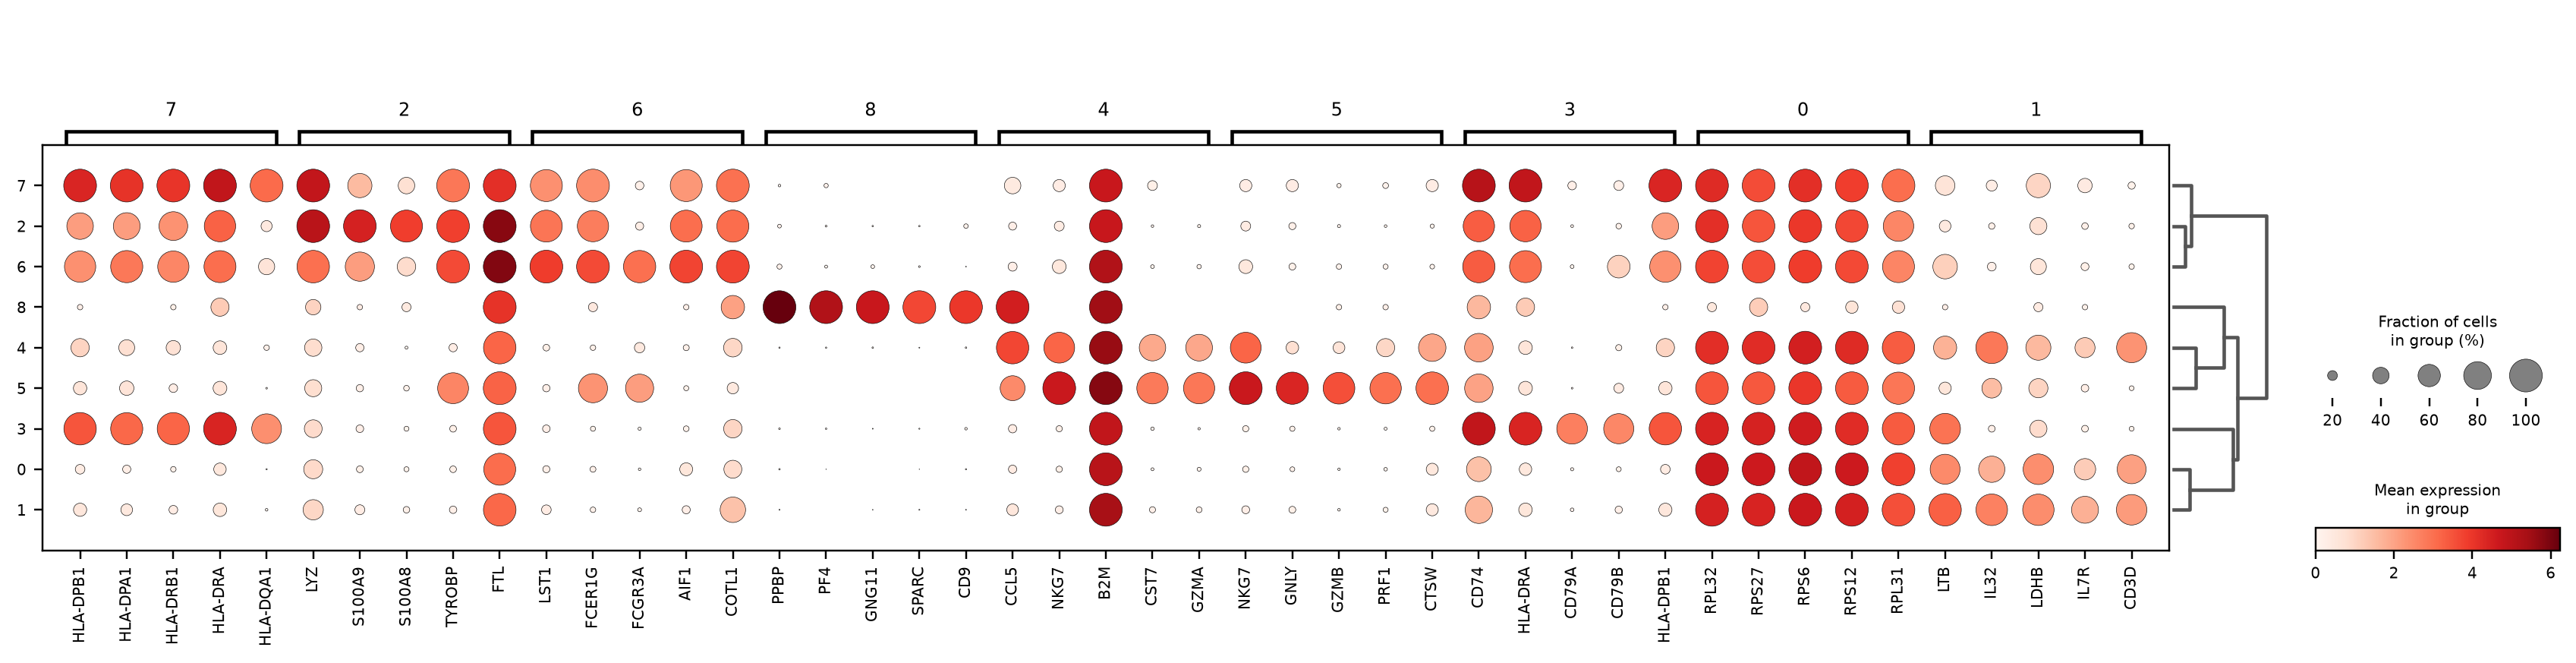 7 2 6 8 4 5 3 0 1
7
2
6
8
4
5
3
0
1
HLA-DPB1 HLA-DPA1 HLA-DRB1 HLA-DRA HLA-DQA1 LYZ S100A9 S100A8 TYROBP FTL LST1 FCER1G FCGR3A AIF1 COTL1 PPBP PF4 GNG11 SPARC CD9 CCL5 NKG7 B2M CST7 GZMA NKG7 GNLY GZMB PRF1 CTSW CD74 HLA-DRA CD79A CD79B HLA-DPB1 RPL32 RPS27 RPS6 RPS12 RPL31 LTB IL32 LDHB IL7R CD3D
Fraction of cells
in group (%)
20 40 60 80 100
Mean expression
in group
0 2 4 6